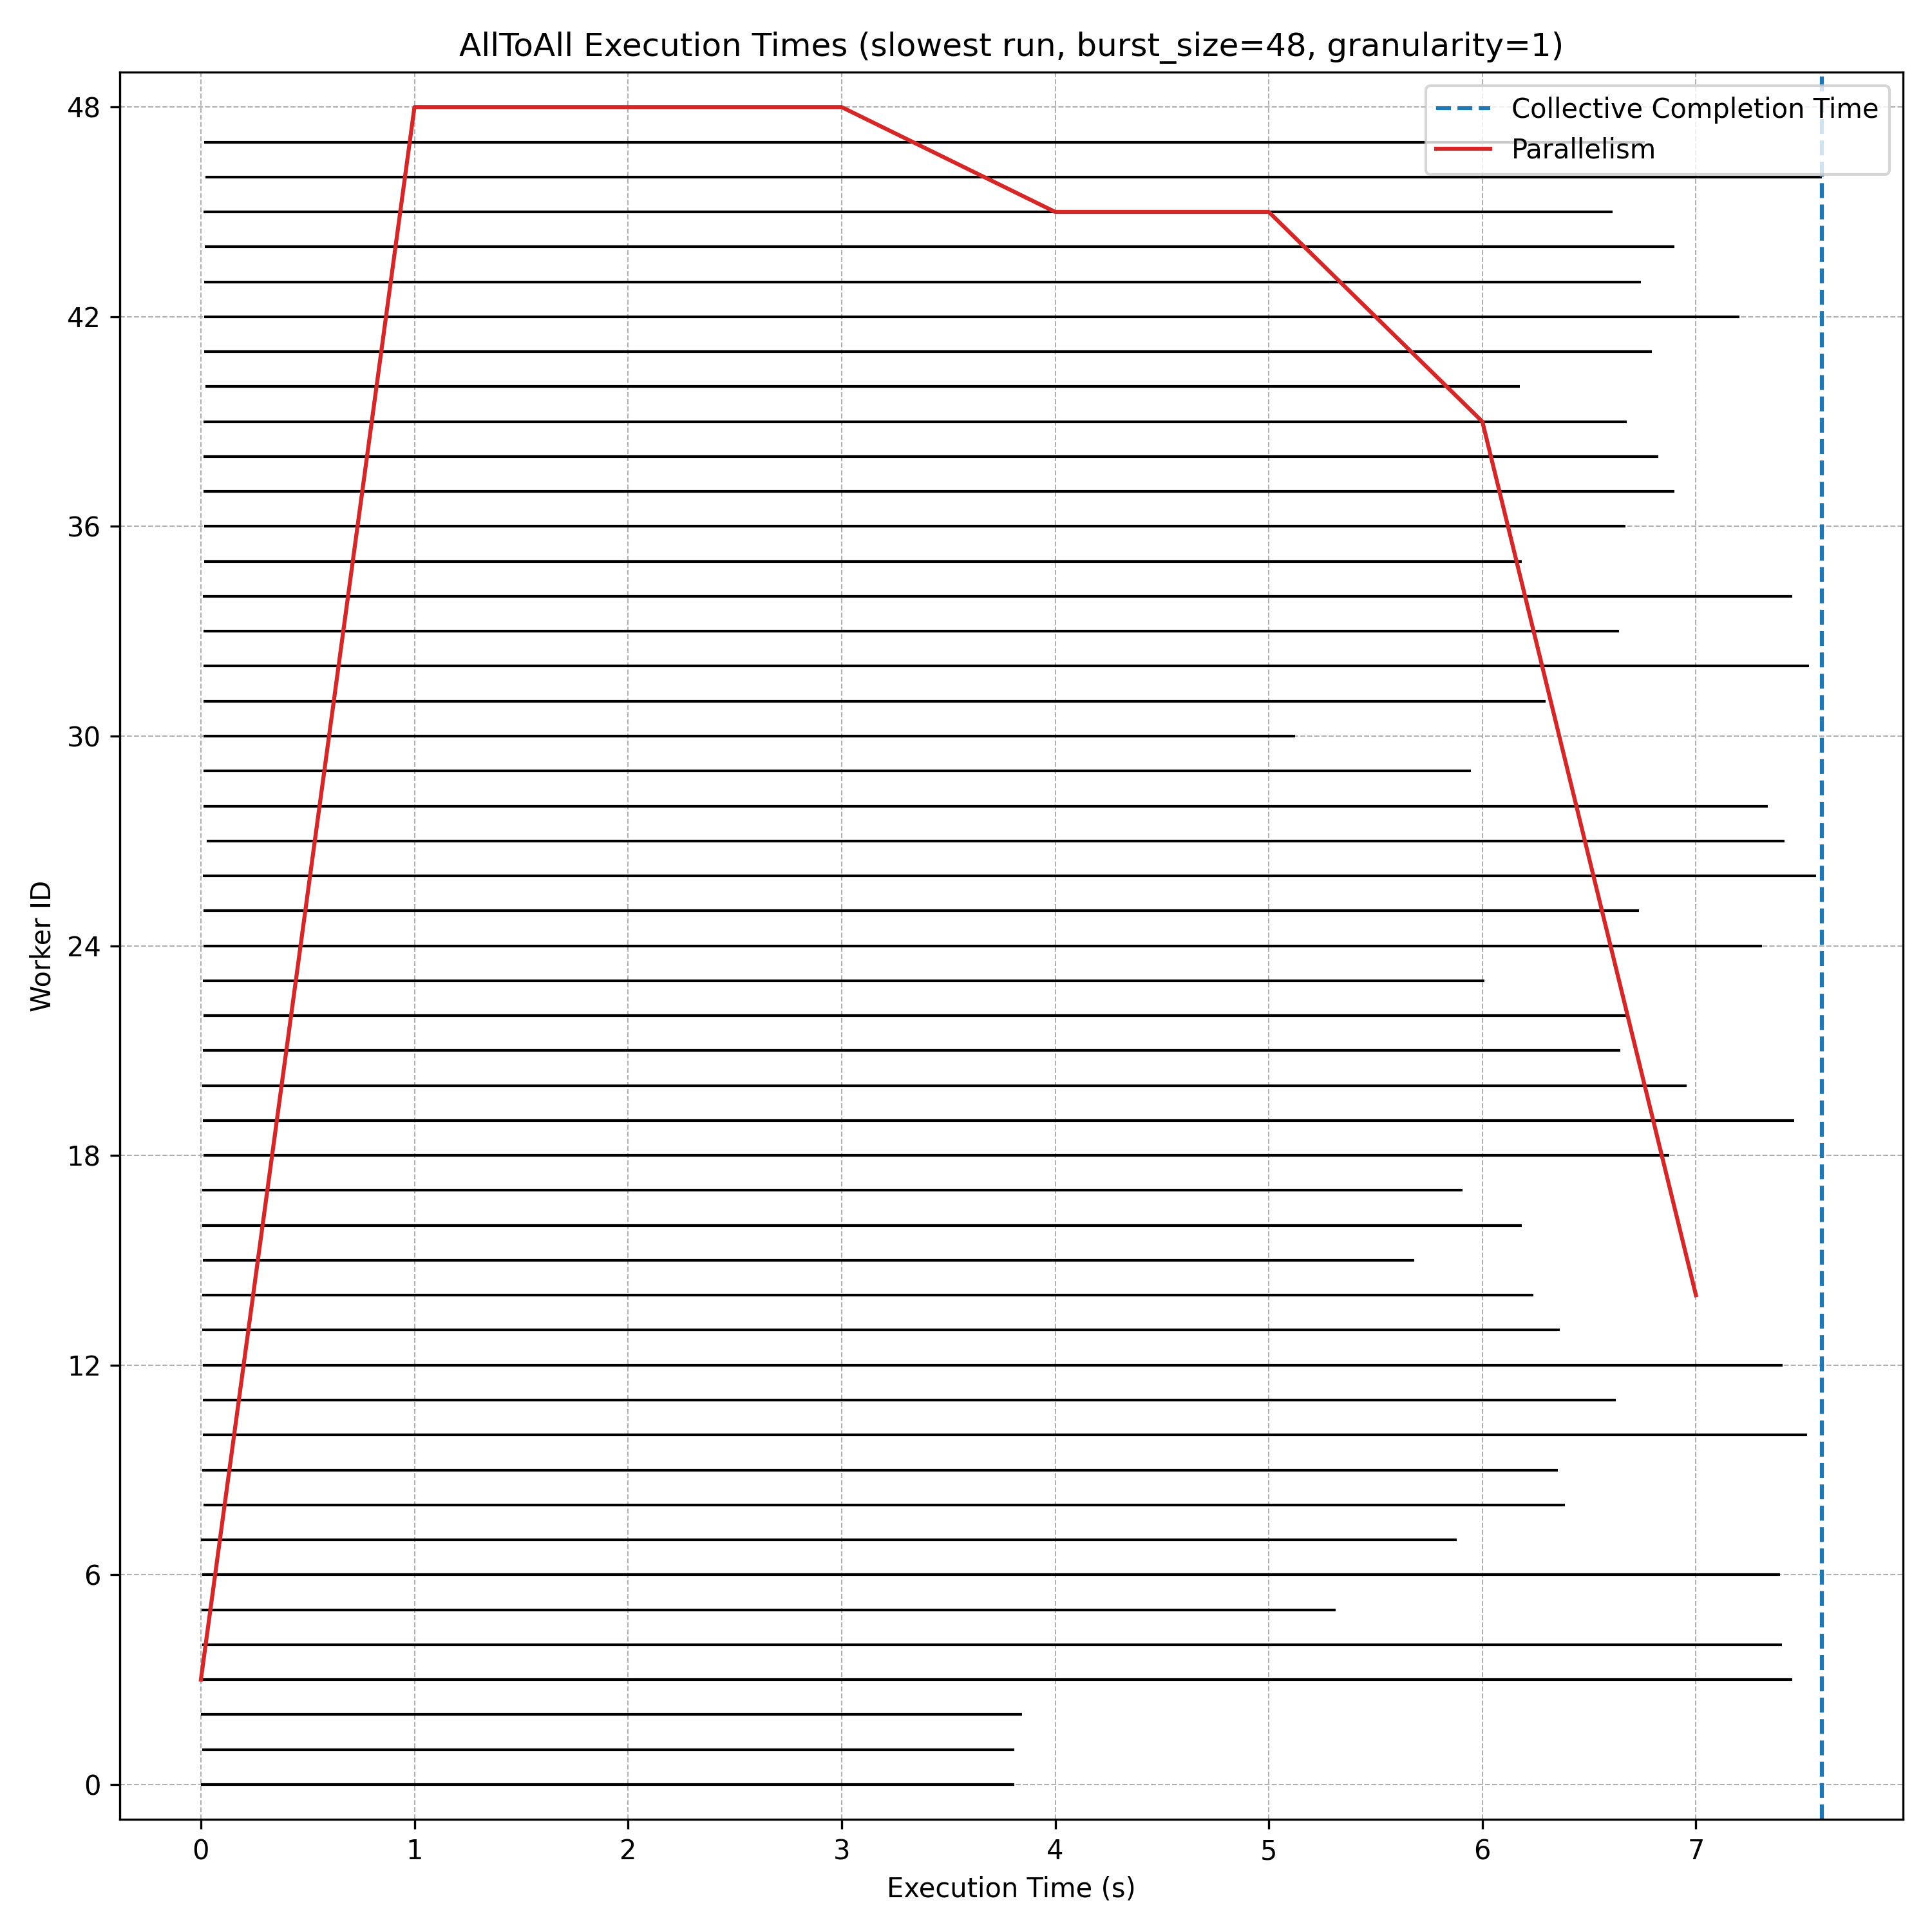 AllToAll Execution Times (slowest run, burst_size=48, granularity=1)
Collective Completion Time
Parallelism
48
42
36
30
24
18
12
6
0
Worker ID
0 1 2 3 4 5 6 7
Execution Time (s)